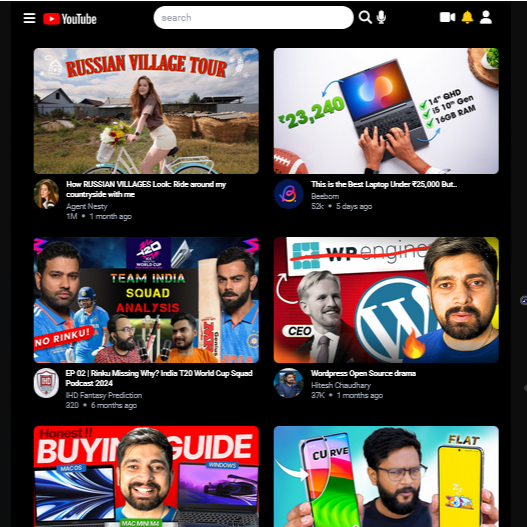 YouTube
search
RUSSIAN VILLAGE TOUR
₹23,240
14" QHD
i5 10th Gen
16GB RAM
How RUSSIAN VILLAGES Look: Ride around my
countryside with me
Agent Nesty
1M • 1 month ago
This is the Best Laptop Under ₹25,000 But..
Beebom
52k • 5 days ago
T20
WORLD CUP
TEAM INDIA
SQUAD
ANALYSIS
NO RINKU!
WP engine
CEO
EP 02 | Rinku Missing Why? India T20 World Cup Squad
Podcast 2024
IHD Fantasy Prediction
320 • 6 months ago
Wordpress Open Source drama
Hitesh Chaudhary
37K • 1 months ago
Honest!!
BUYING GUIDE
MAC OS
WINDOWS
MAC MINI M4
CURVE
FLAT